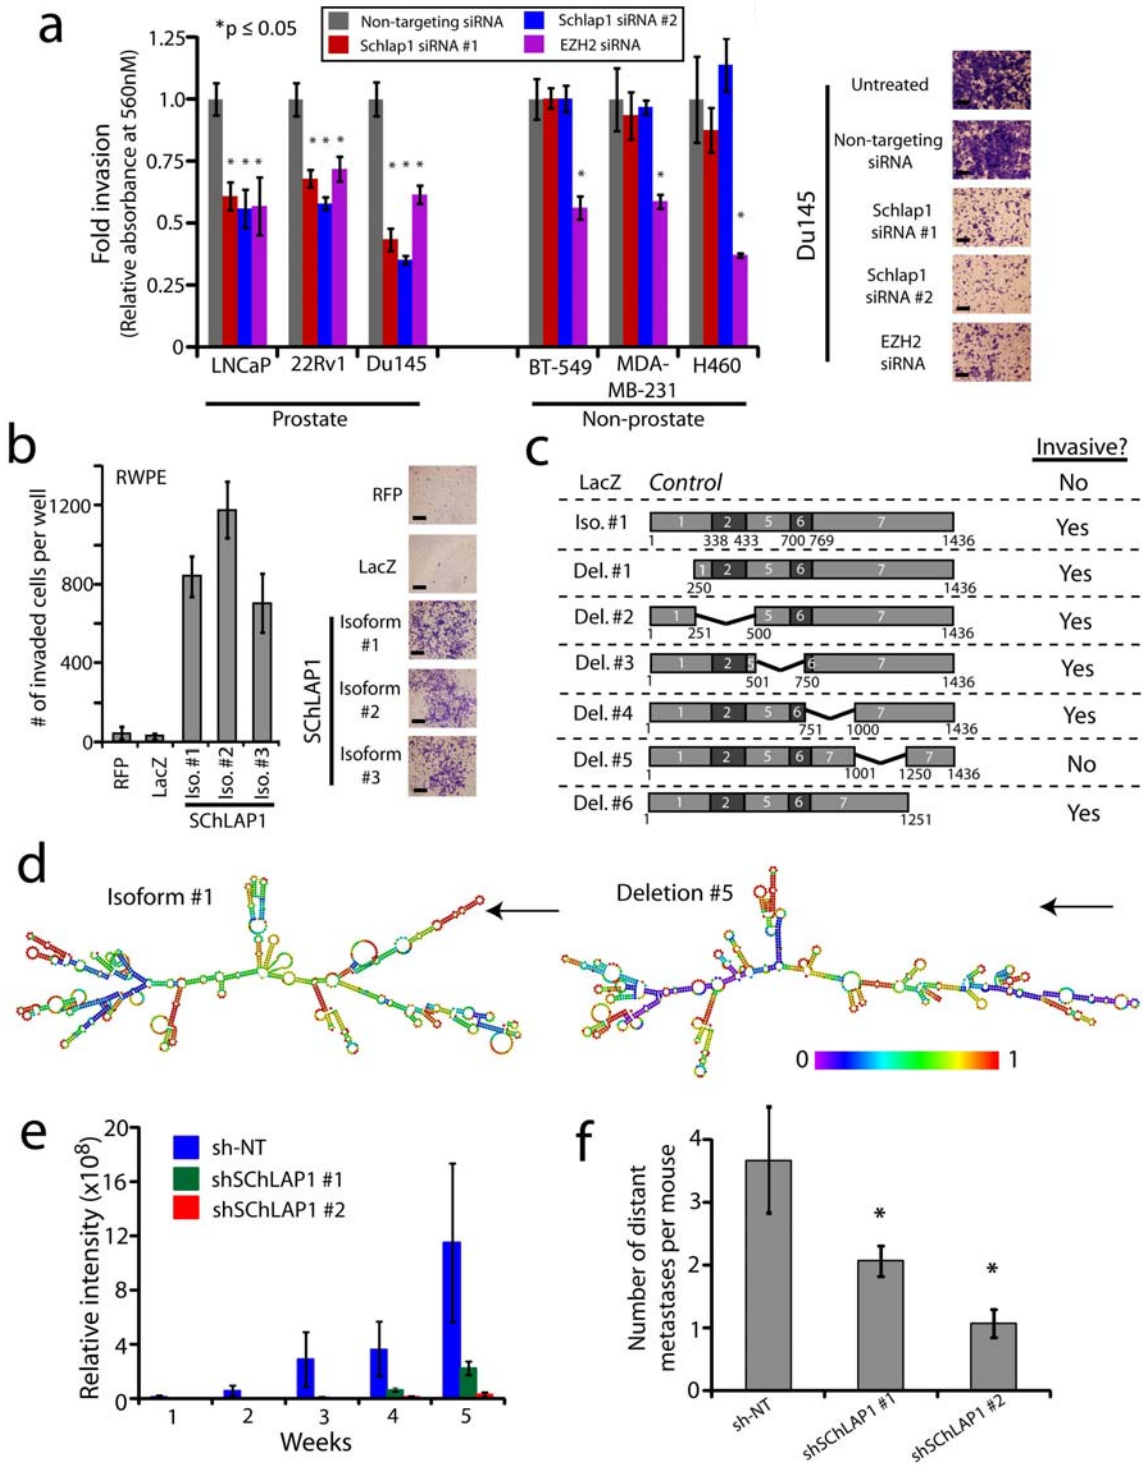 a
*p ≤ 0.05
Non-targeting siRNA
Schlap1 siRNA #1
Schlap1 siRNA #2
EZH2 siRNA
Fold invasion
(Relative absorbance at 560nM)
1.25
1.0
0.75
0.5
0.25
0
* * *
* * *
* * *
*
*
*
LNCaP
22Rv1
Du145
BT-549
MDA-
MB-231
H460
Prostate
Non-prostate
Du145
Untreated
Non-targeting
siRNA
Schlap1
siRNA #1
Schlap1
siRNA #2
EZH2
siRNA
b
RWPE
# of invaded cells per well
1200
800
400
0
RFP
LacZ
Iso. #1
Iso. #2
Iso. #3
SChLAP1
RFP
LacZ
SChLAP1
Isoform
#1
Isoform
#2
Isoform
#3
c
Invasive?
LacZ Control No
Iso. #1 1 2 5 6 7 Yes
1 338 433 700 769 1436
Del. #1 1 2 5 6 7 Yes
250 1436
Del. #2 1 5 6 7 Yes
1 251 500 1436
Del. #3 1 2 5 6 7 Yes
1 501 750 1436
Del. #4 1 2 5 6 7 Yes
1 751 1000 1436
Del. #5 1 2 5 6 7 7 No
1 1001 1250 1436
Del. #6 1 2 5 6 7 Yes
1 1251
d
Isoform #1
Deletion #5
0 1
e
sh-NT
shSChLAP1 #1
shSChLAP1 #2
Relative intensity (x10⁸)
20
16
12
8
4
0
1 2 3 4 5
Weeks
f
Number of distant
metastases per mouse
4
3
2
1
0
*
*
sh-NT
shSChLAP1 #1
shSChLAP1 #2